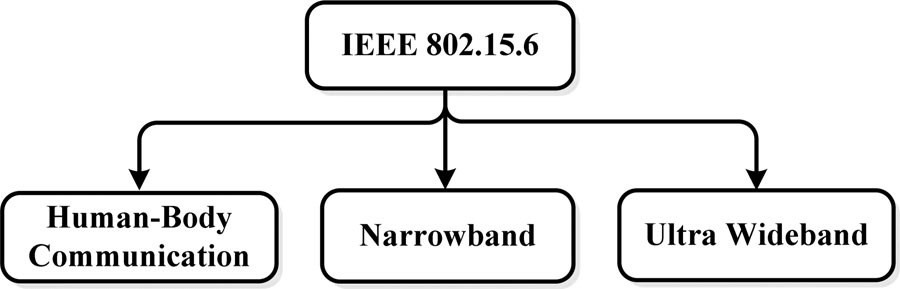 IEEE 802.15.6
Human-Body
Communication
Narrowband
Ultra Wideband